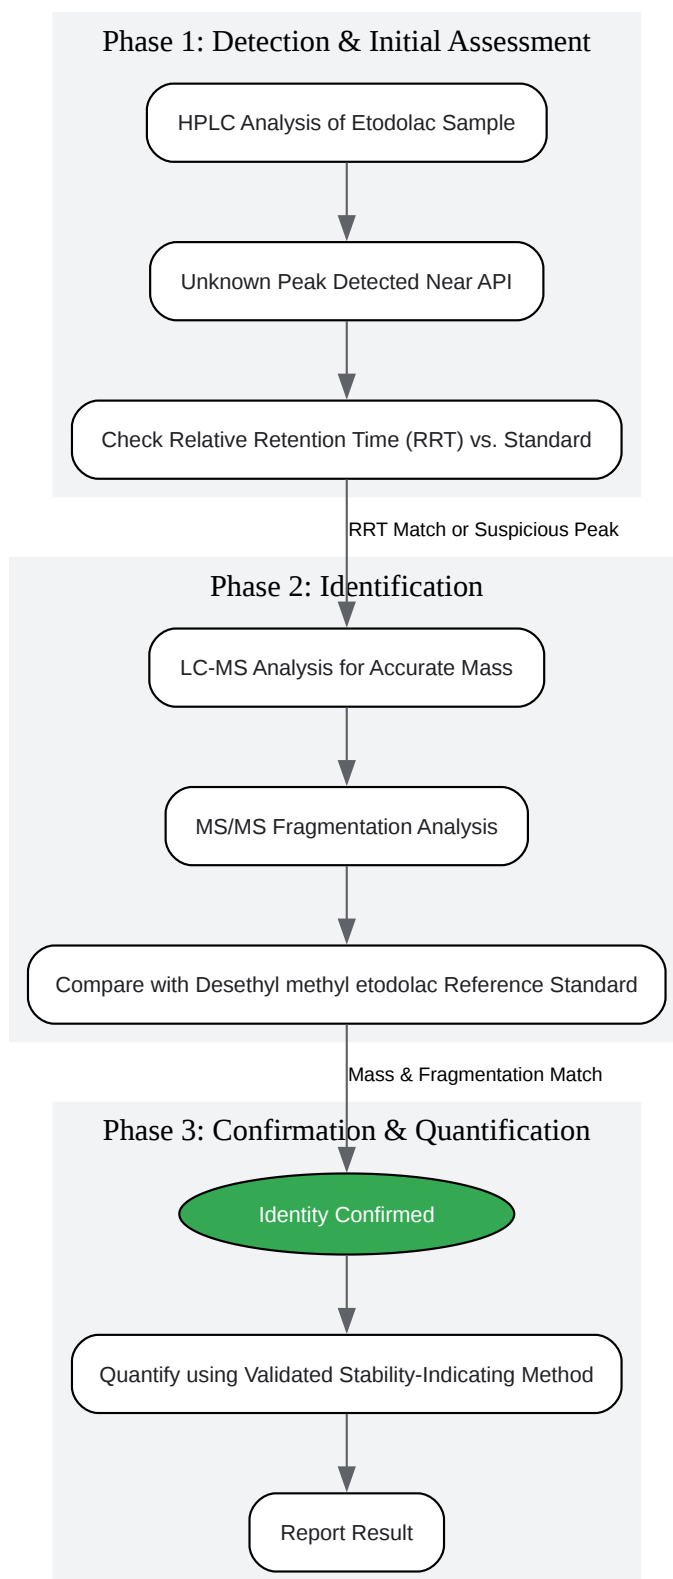 Phase 1: Detection & Initial Assessment
HPLC Analysis of Etodolac Sample
Unknown Peak Detected Near API
Check Relative Retention Time (RRT) vs. Standard
RRT Match or Suspicious Peak
Phase 2: Identification
LC-MS Analysis for Accurate Mass
MS/MS Fragmentation Analysis
Compare with Desethyl methyl etodolac Reference Standard
Mass & Fragmentation Match
Phase 3: Confirmation & Quantification
Identity Confirmed
Quantify using Validated Stability-Indicating Method
Report Result